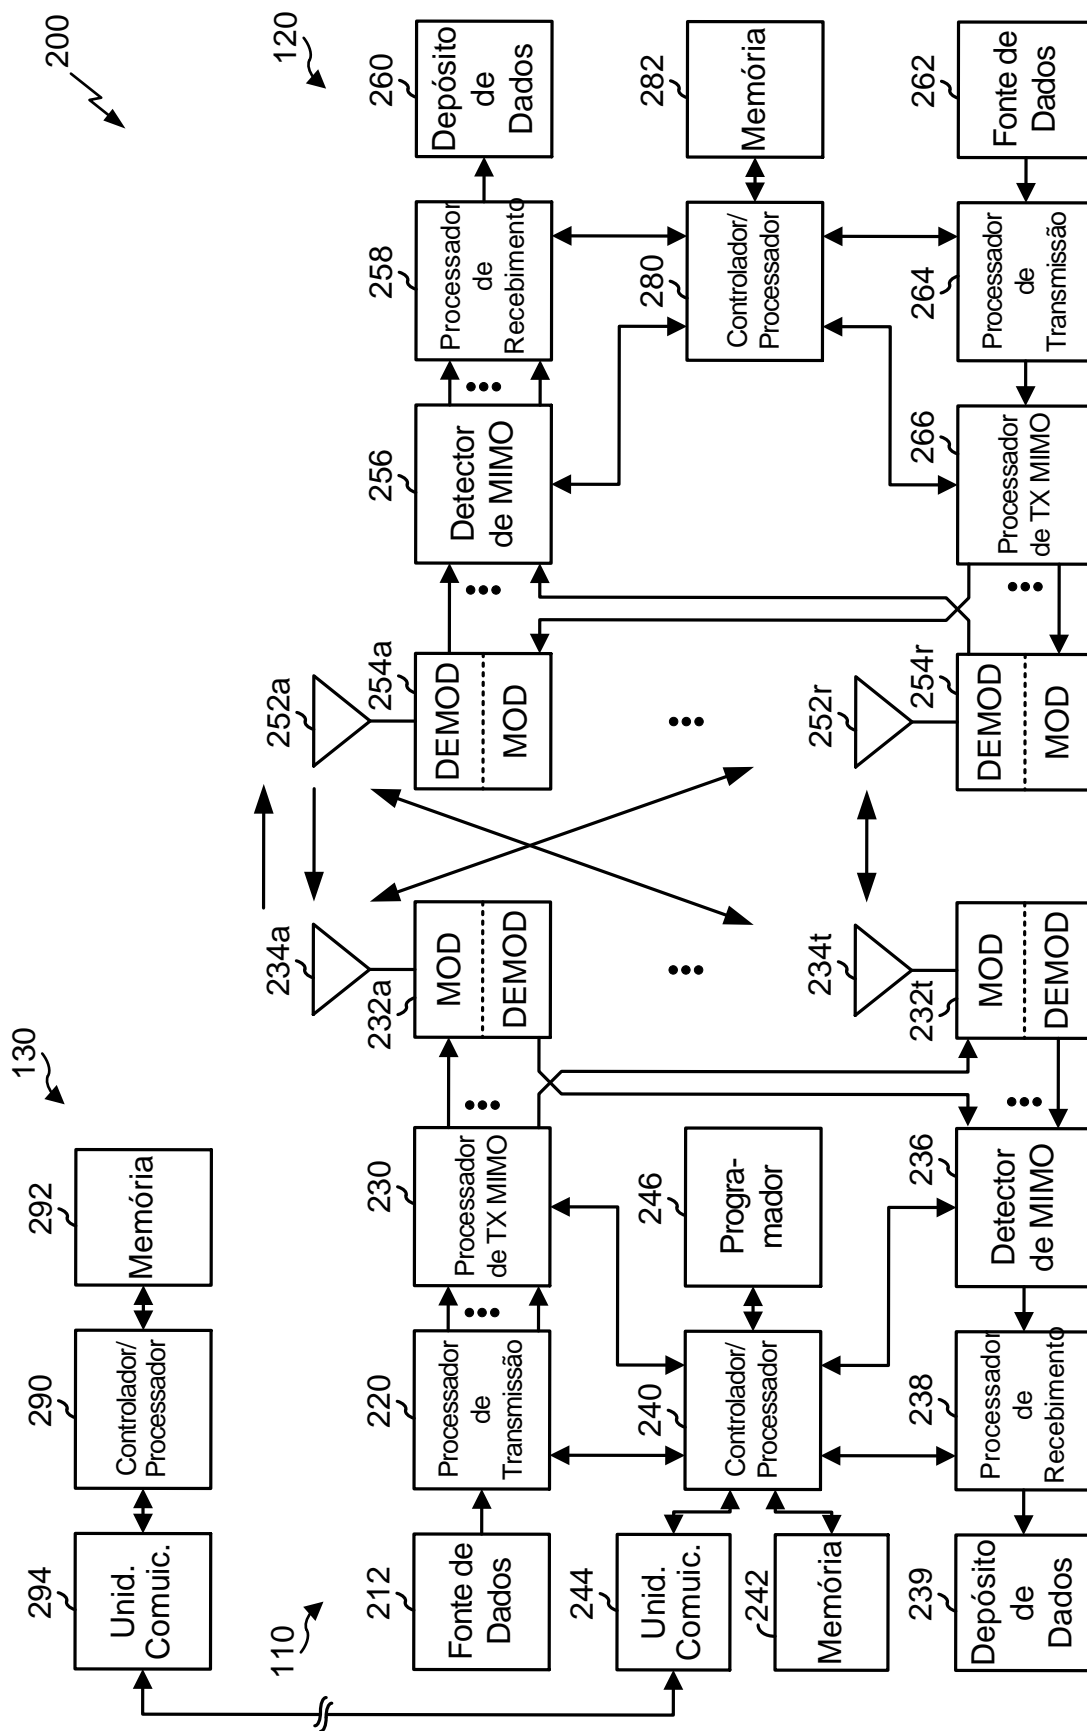 200
130
294
Unid.
Comuic.
290
Controlador/
Processador
292
Memória
110
120
212
Fonte de
Dados
220
Processador
de
Transmissão
230
Processador
de TX MIMO
234a
232a
MOD
DEMOD
252a
254a
DEMOD
MOD
256
Detector
de MIMO
258
Processador
de
Recebimento
260
Depósito
de
Dados
244
Unid.
Comuic.
242
Memória
240
Controlador/
Processador
246
Progra-
mador
280
Controlador/
Processador
282
Memória
239
Depósito
de
Dados
238
Processador
de
Recebimento
236
Detector
de MIMO
234t
232t
MOD
DEMOD
252r
254r
DEMOD
MOD
266
Processador
de TX MIMO
264
Processador
de
Transmissão
262
Fonte de
Dados